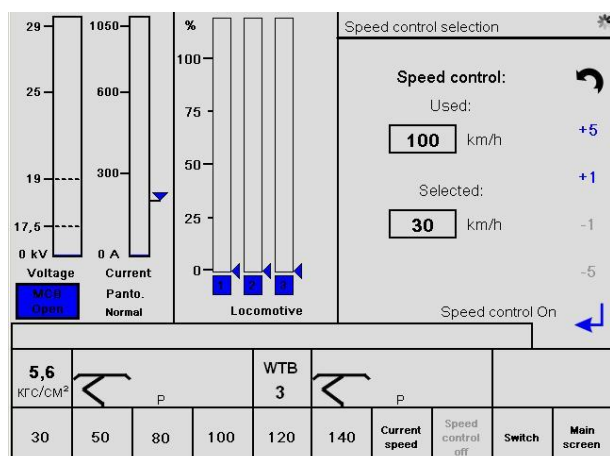 29
25
19
17,5
0 kV
Voltage
MCB
Open
1050
600
300
0 A
Current
Panto.
Normal
%
100
75
50
25
0
1 2 3
Locomotive
Speed control selection
Speed control:
Used:
100 km/h
Selected:
30 km/h
+5
+1
-1
-5
Speed control On
5,6
кгс/см²
P
WTB
3
P
30
50
80
100
120
140
Current
speed
Speed
control
off
Switch
Main
screen